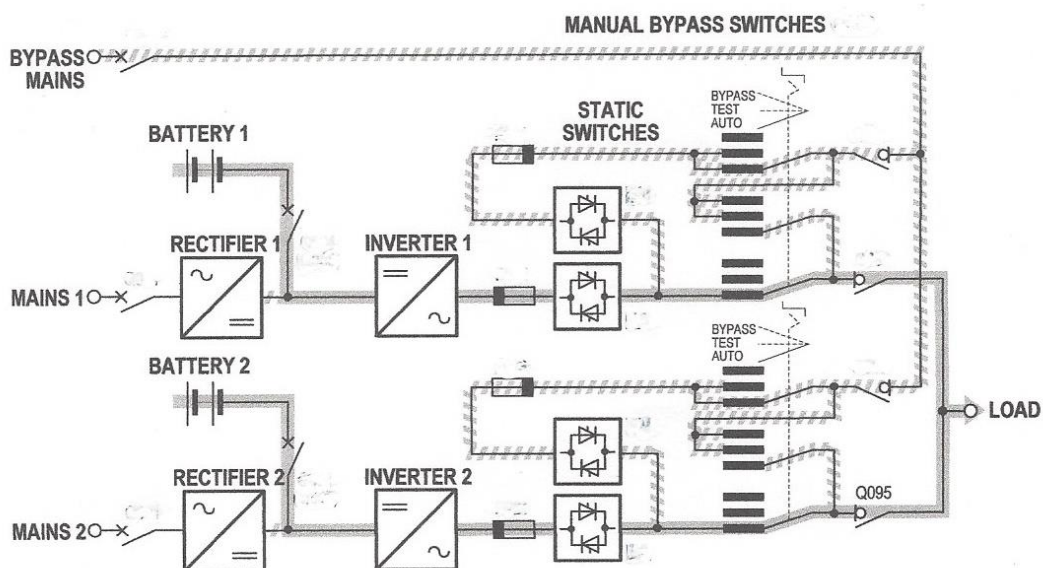 MANUAL BYPASS SWITCHES
BYPASS
MAINS
BYPASS
TEST
AUTO
STATIC
SWITCHES
BATTERY 1
RECTIFIER 1
INVERTER 1
MAINS 1
BYPASS
TEST
AUTO
BATTERY 2
LOAD
RECTIFIER 2
INVERTER 2
Q095
MAINS 2